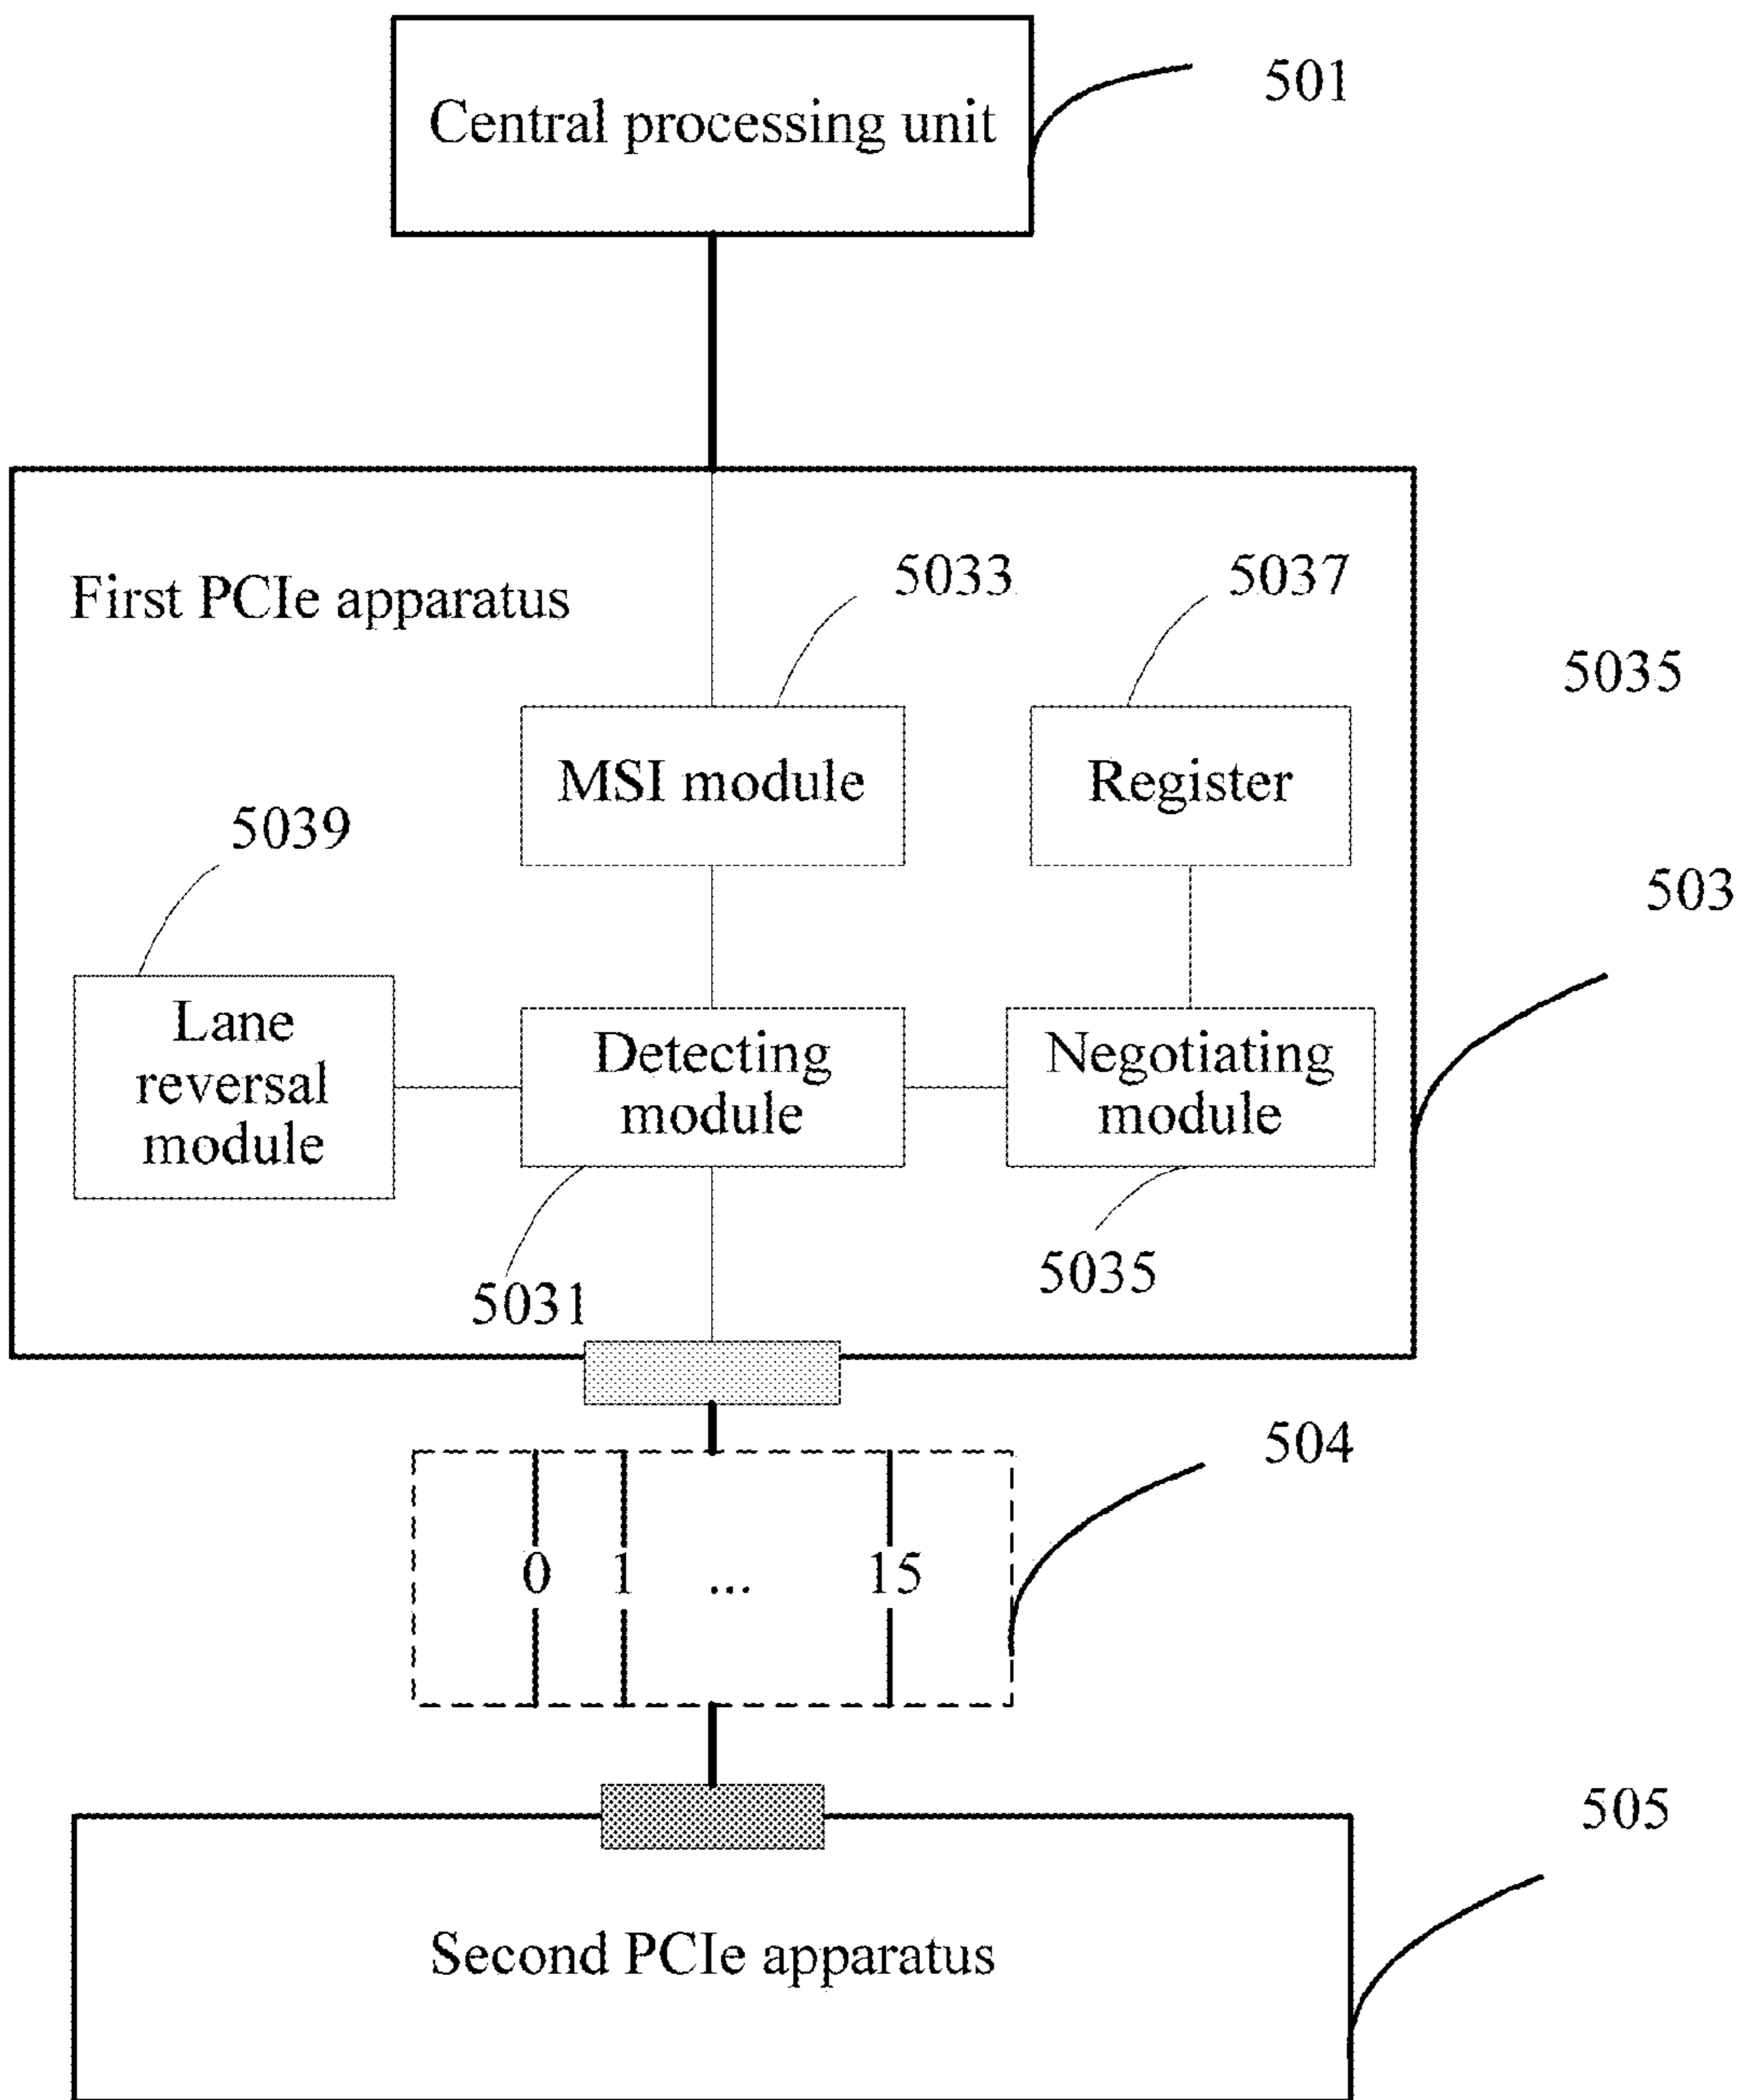 501
Central processing unit
First PCIe apparatus
5033
5037
5035
MSI module
Register
5039
503
Lane
reversal
module
Detecting
module
Negotiating
module
5031
5035
504
0 1 ... 15
505
Second PCIe apparatus